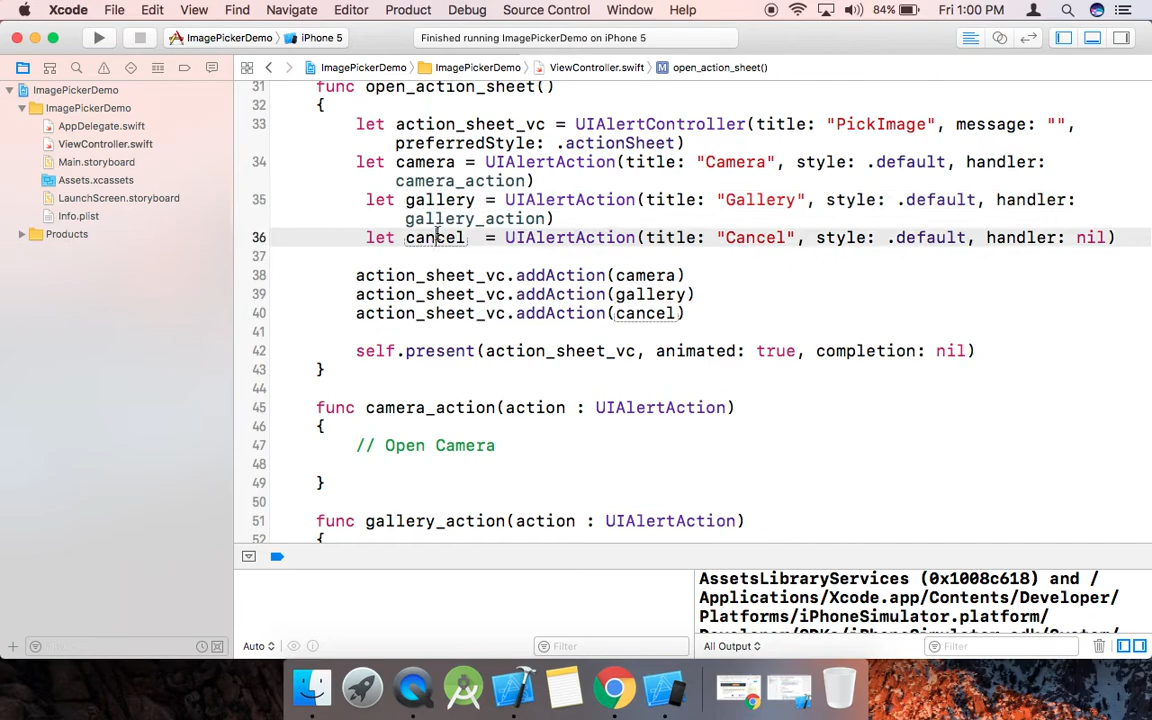 Xcode File Edit View Find Navigate Editor Product Debug Source Control Window Help 84% Fri 1:00 PM
ImagePickerDemo iPhone 5 Finished running ImagePickerDemo on iPhone 5
ImagePickerDemo ImagePickerDemo ViewController.swift M open_action_sheet()
ImagePickerDemo
ImagePickerDemo
AppDelegate.swift
ViewController.swift
Main.storyboard
Assets.xcassets
LaunchScreen.storyboard
Info.plist
Products
31 func open_action_sheet()
32 {
33 let action_sheet_vc = UIAlertController(title: "PickImage", message: "",
preferredStyle: .actionSheet)
34 let camera = UIAlertAction(title: "Camera", style: .default, handler:
camera_action)
35 let gallery = UIAlertAction(title: "Gallery", style: .default, handler:
gallery_action)
36 let cancel = UIAlertAction(title: "Cancel", style: .default, handler: nil)
37
38 action_sheet_vc.addAction(camera)
39 action_sheet_vc.addAction(gallery)
40 action_sheet_vc.addAction(cancel)
41
42 self.present(action_sheet_vc, animated: true, completion: nil)
43 }
44
45 func camera_action(action : UIAlertAction)
46 {
47 // Open Camera
48
49 }
50
51 func gallery_action(action : UIAlertAction)
52 {
AssetsLibraryServices (0x1008c618) and /
Applications/Xcode.app/Contents/Developer/
Platforms/iPhoneSimulator.platform/
Auto Filter All Output Filter